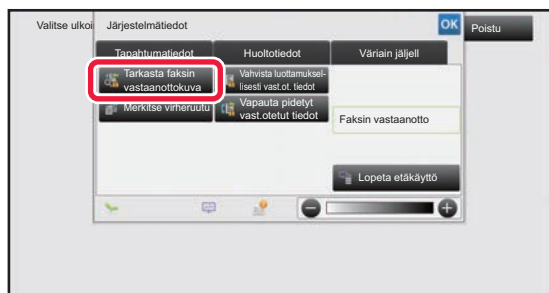 Valitse ulkoi
Järjestelmätiedot
OK
Poistu
Tapahtumatiedot
Huoltotiedot
Väriain jäljell
Tarkasta faksin
vastaanottokuva
Vahvista luottamuksel-
lisesti vast.ot. tiedot
Merkitse virheruutu
Vapauta pidetyt
vast.otetut tiedot
Faksin vastaanotto
Lopeta etäkäyttö